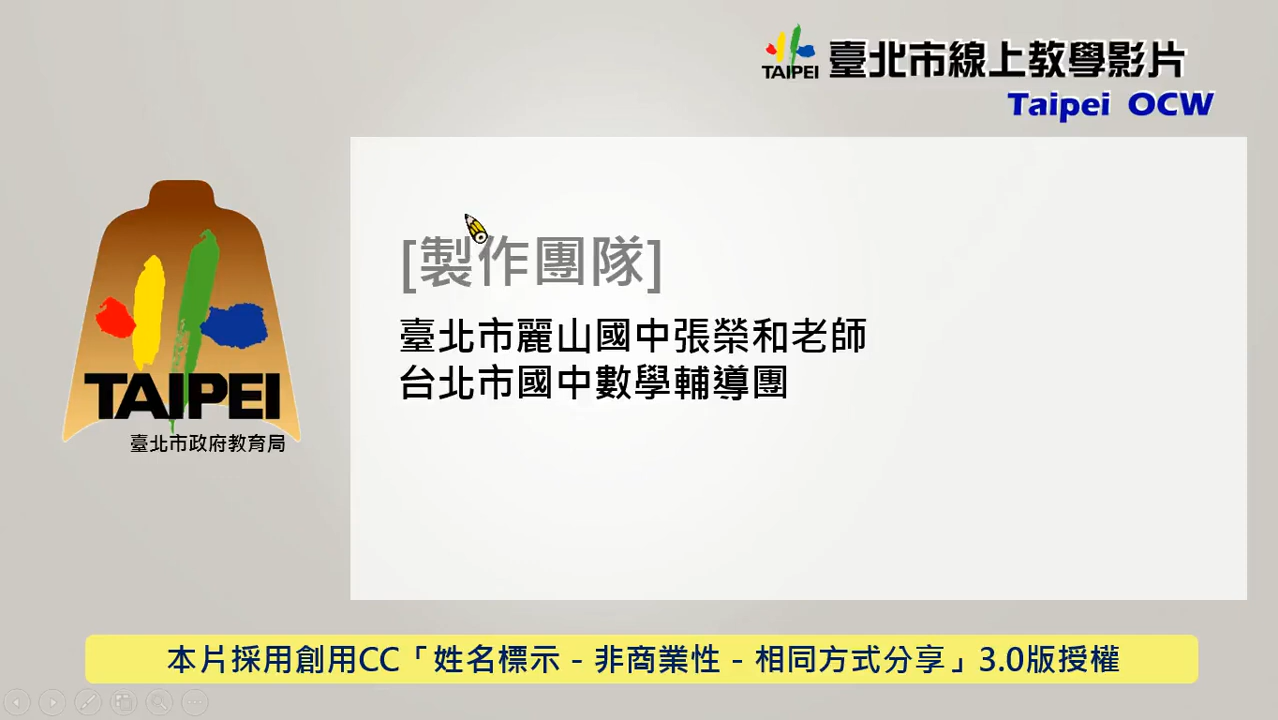 TAIPEI 臺北市線上教學影片
Taipei OCW
[製作團隊]
臺北市麗山國中張榮和老師
台北市國中數學輔導團
TAIPEI
臺北市政府教育局
本片採用創用CC「姓名標示－非商業性－相同方式分享」3.0版授權